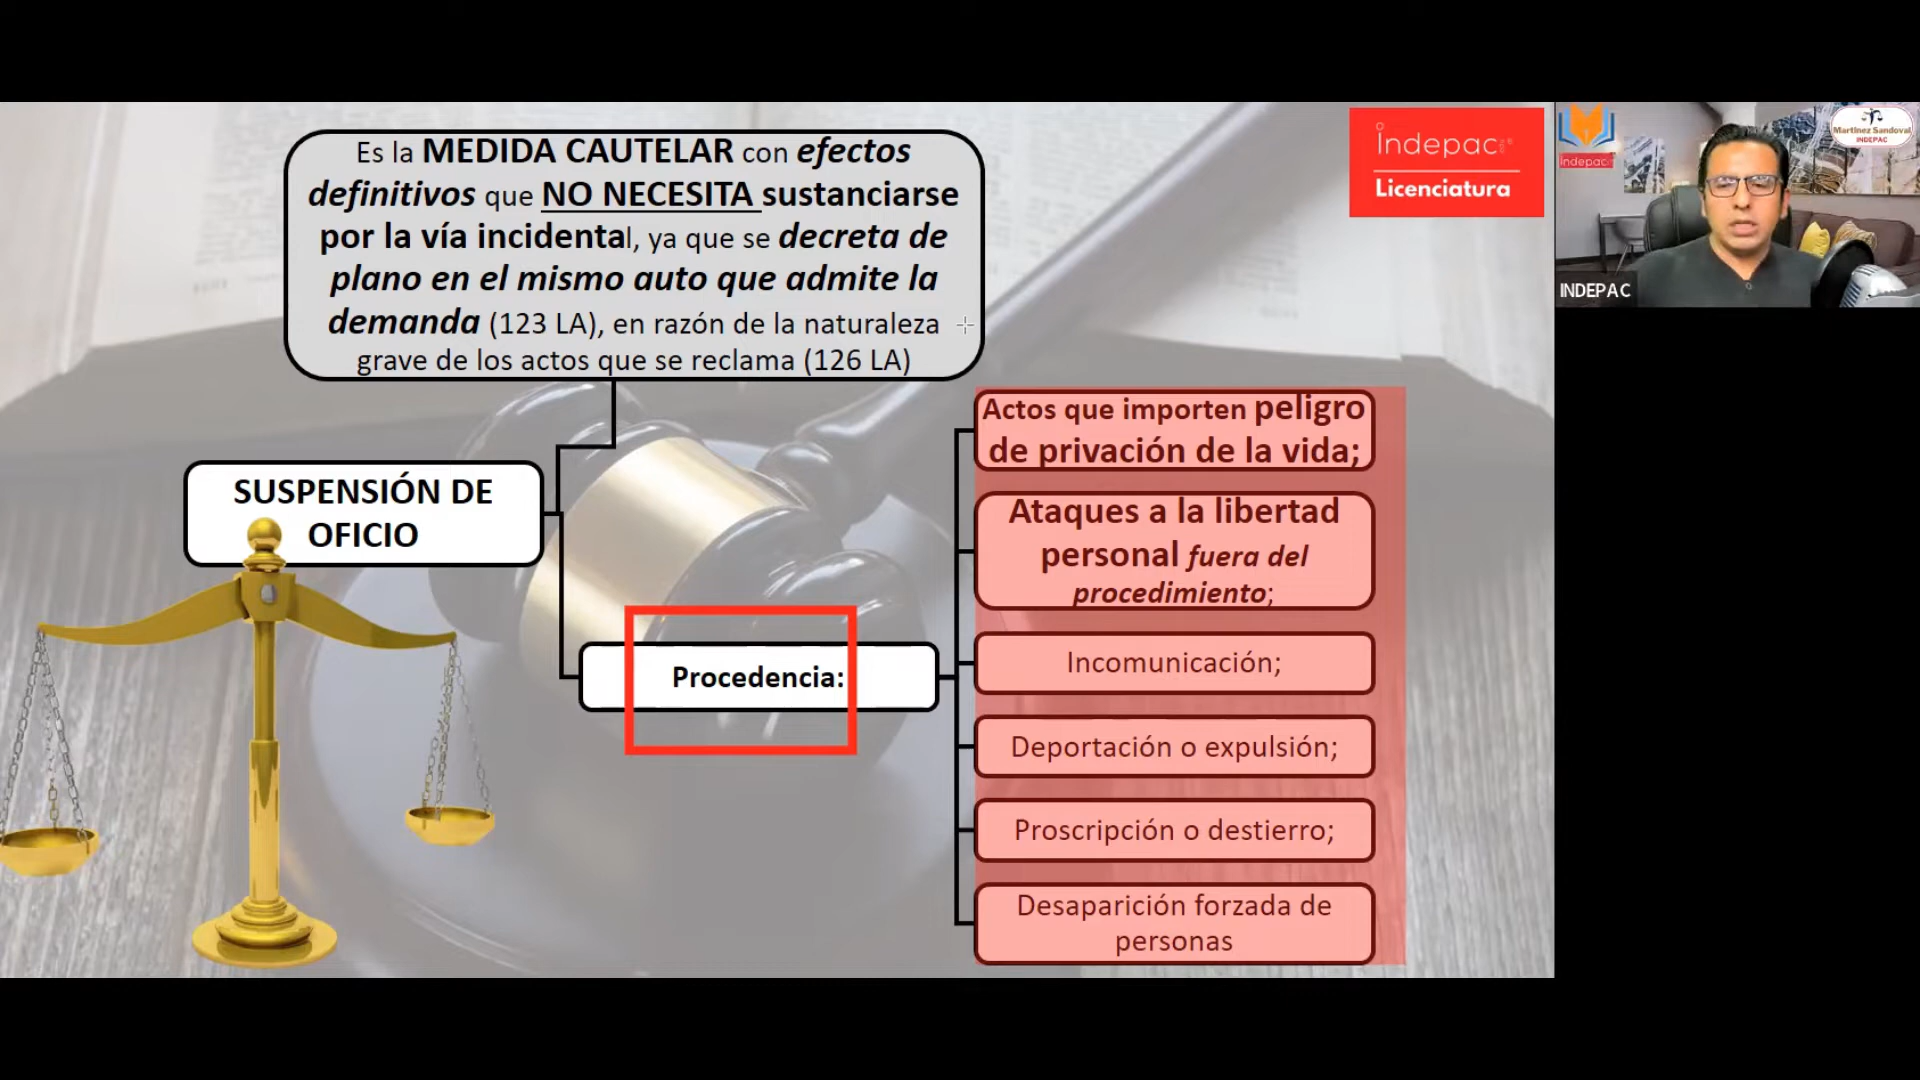 Es la MEDIDA CAUTELAR con efectos
definitivos que NO NECESITA sustanciarse
por la vía incidental, ya que se decreta de
plano en el mismo auto que admite la
demanda (123 LA), en razón de la naturaleza
grave de los actos que se reclama (126 LA)
indepac
Licenciatura
indepac
Martínez Sandoval
INDEPAC
INDEPAC
SUSPENSIÓN DE
OFICIO
Procedencia:
Actos que importen peligro
de privación de la vida;
Ataques a la libertad
personal fuera del
procedimiento;
Incomunicación;
Deportación o expulsión;
Proscripción o destierro;
Desaparición forzada de
personas